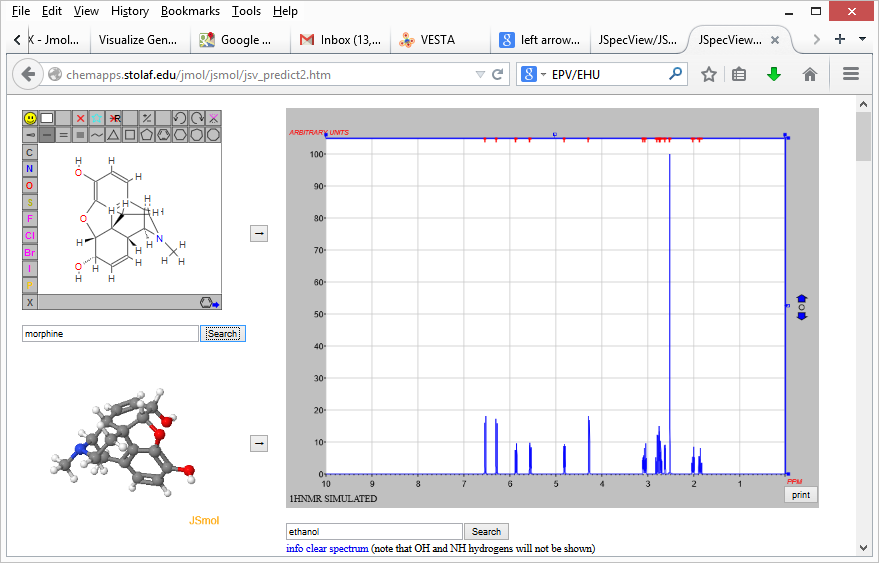 File Edit View History Bookmarks Tools Help
X - Jmol... Visualize Gen... Google ... Inbox (13,... VESTA left arrow... JSpecView/JS... JSpecView...
chemapps.stolaf.edu/jmol/jsmol/jsv_predict2.htm EPV/EHU
R
C
N
O
S
F
Cl
Br
I
P
X
H
O H
H
H H H
O H H
H N
H H H
O H H H
H H
morphine Search
JSmol
ARBITRARY UNITS
100
90
80
70
60
50
40
30
20
10
0
10 9 8 7 6 5 4 3 2 1
PPM
1HNMR SIMULATED
print
ethanol Search
info clear spectrum (note that OH and NH hydrogens will not be shown)